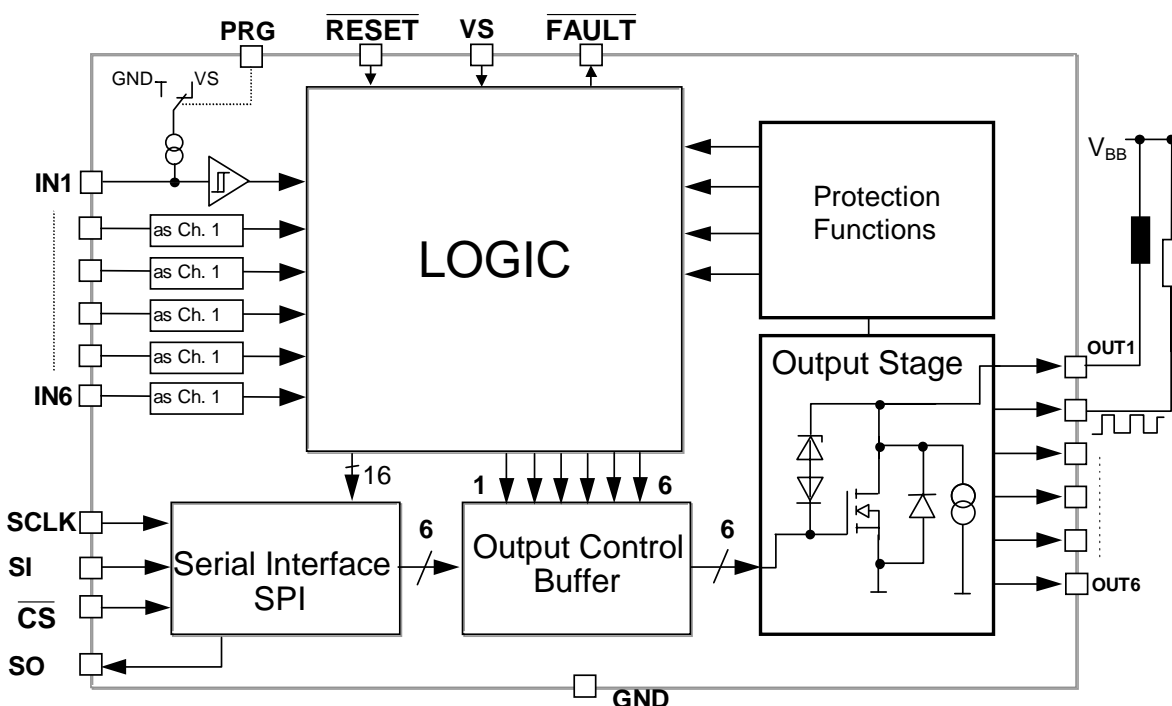 PRG
RESET
VS
FAULT
GND
VS
V_BB
IN1
as Ch. 1
as Ch. 1
as Ch. 1
as Ch. 1
as Ch. 1
IN6
LOGIC
Protection
Functions
Output Stage
OUT1
OUT6
16
1
6
SCLK
SI
CS
SO
Serial Interface
SPI
6
Output Control
Buffer
6
GND